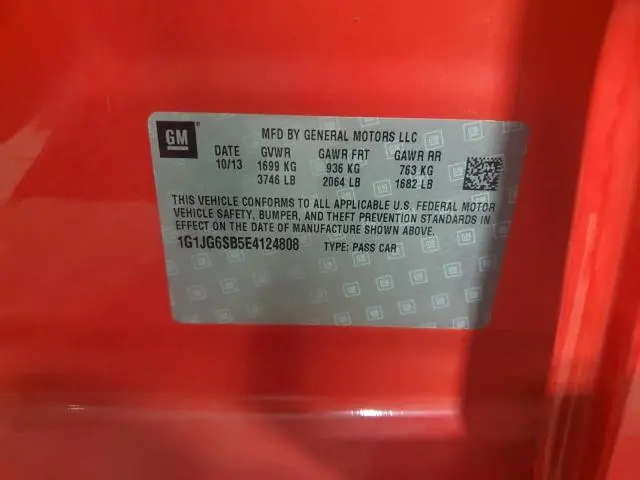 GM
MFD BY GENERAL MOTORS LLC
DATE GVWR GAWR FRT GAWR RR
10/13 1699 KG 936 KG 763 KG
3746 LB 2064 LB 1682 LB
THIS VEHICLE CONFORMS TO ALL APPLICABLE U.S. FEDERAL MOTOR
VEHICLE SAFETY, BUMPER, AND THEFT PREVENTION STANDARDS IN
EFFECT ON THE DATE OF MANUFACTURE SHOWN ABOVE.
1G1JG6SB5E4124808 TYPE: PASS CAR